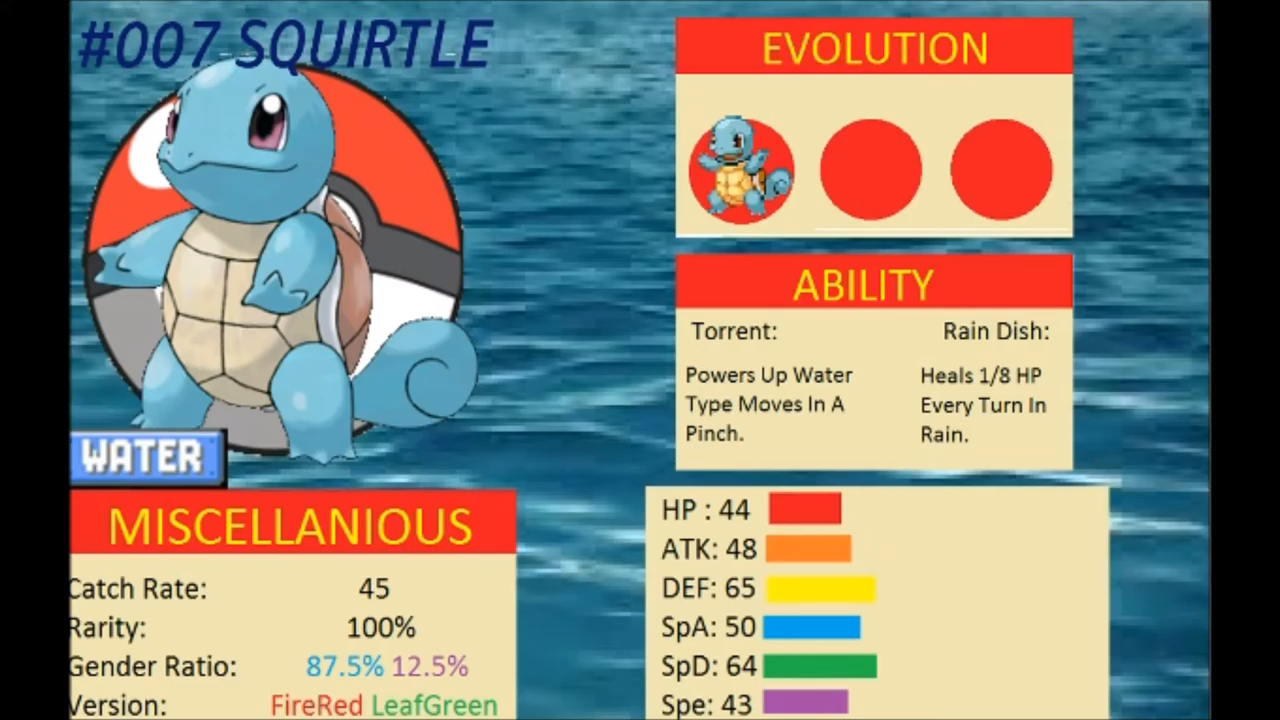 #007 SQUIRTLE
WATER
MISCELLANIOUS
Catch Rate: 45
Rarity: 100%
Gender Ratio: 87.5% 12.5%
Version: FireRed LeafGreen
EVOLUTION
ABILITY
Torrent: Rain Dish:
Powers Up Water Heals 1/8 HP
Type Moves In A Every Turn In
Pinch. Rain.
HP : 44
ATK: 48
DEF: 65
SpA: 50
SpD: 64
Spe: 43